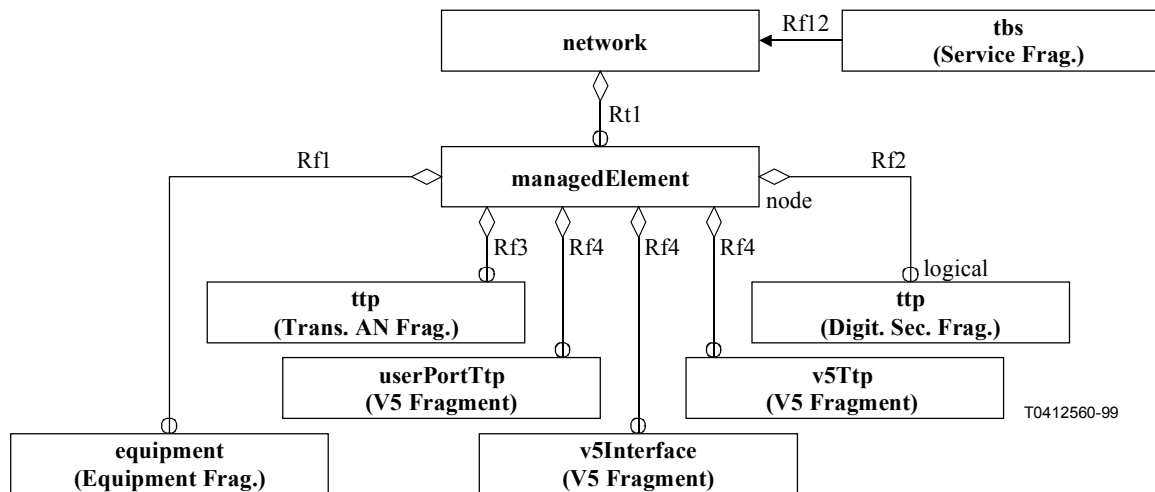 network
Rf12
tbs
(Service Frag.)
Rt1
Rf1
managedElement
Rf2
node
Rf3
Rf4
Rf4
Rf4
logical
ttp
(Trans. AN Frag.)
ttp
(Digit. Sec. Frag.)
userPortTtp
(V5 Fragment)
v5Ttp
(V5 Fragment)
T0412560-99
equipment
(Equipment Frag.)
v5Interface
(V5 Fragment)